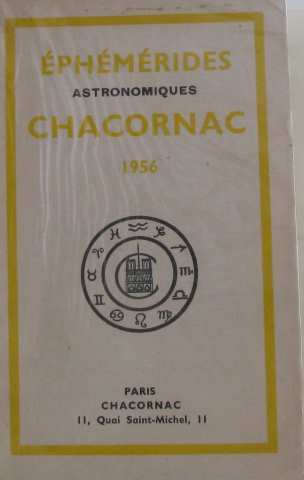 ÉPHÉMÉRIDES
ASTRONOMIQUES
CHACORNAC
1956
PARIS
CHACORNAC
11, Quai Saint-Michel, 11